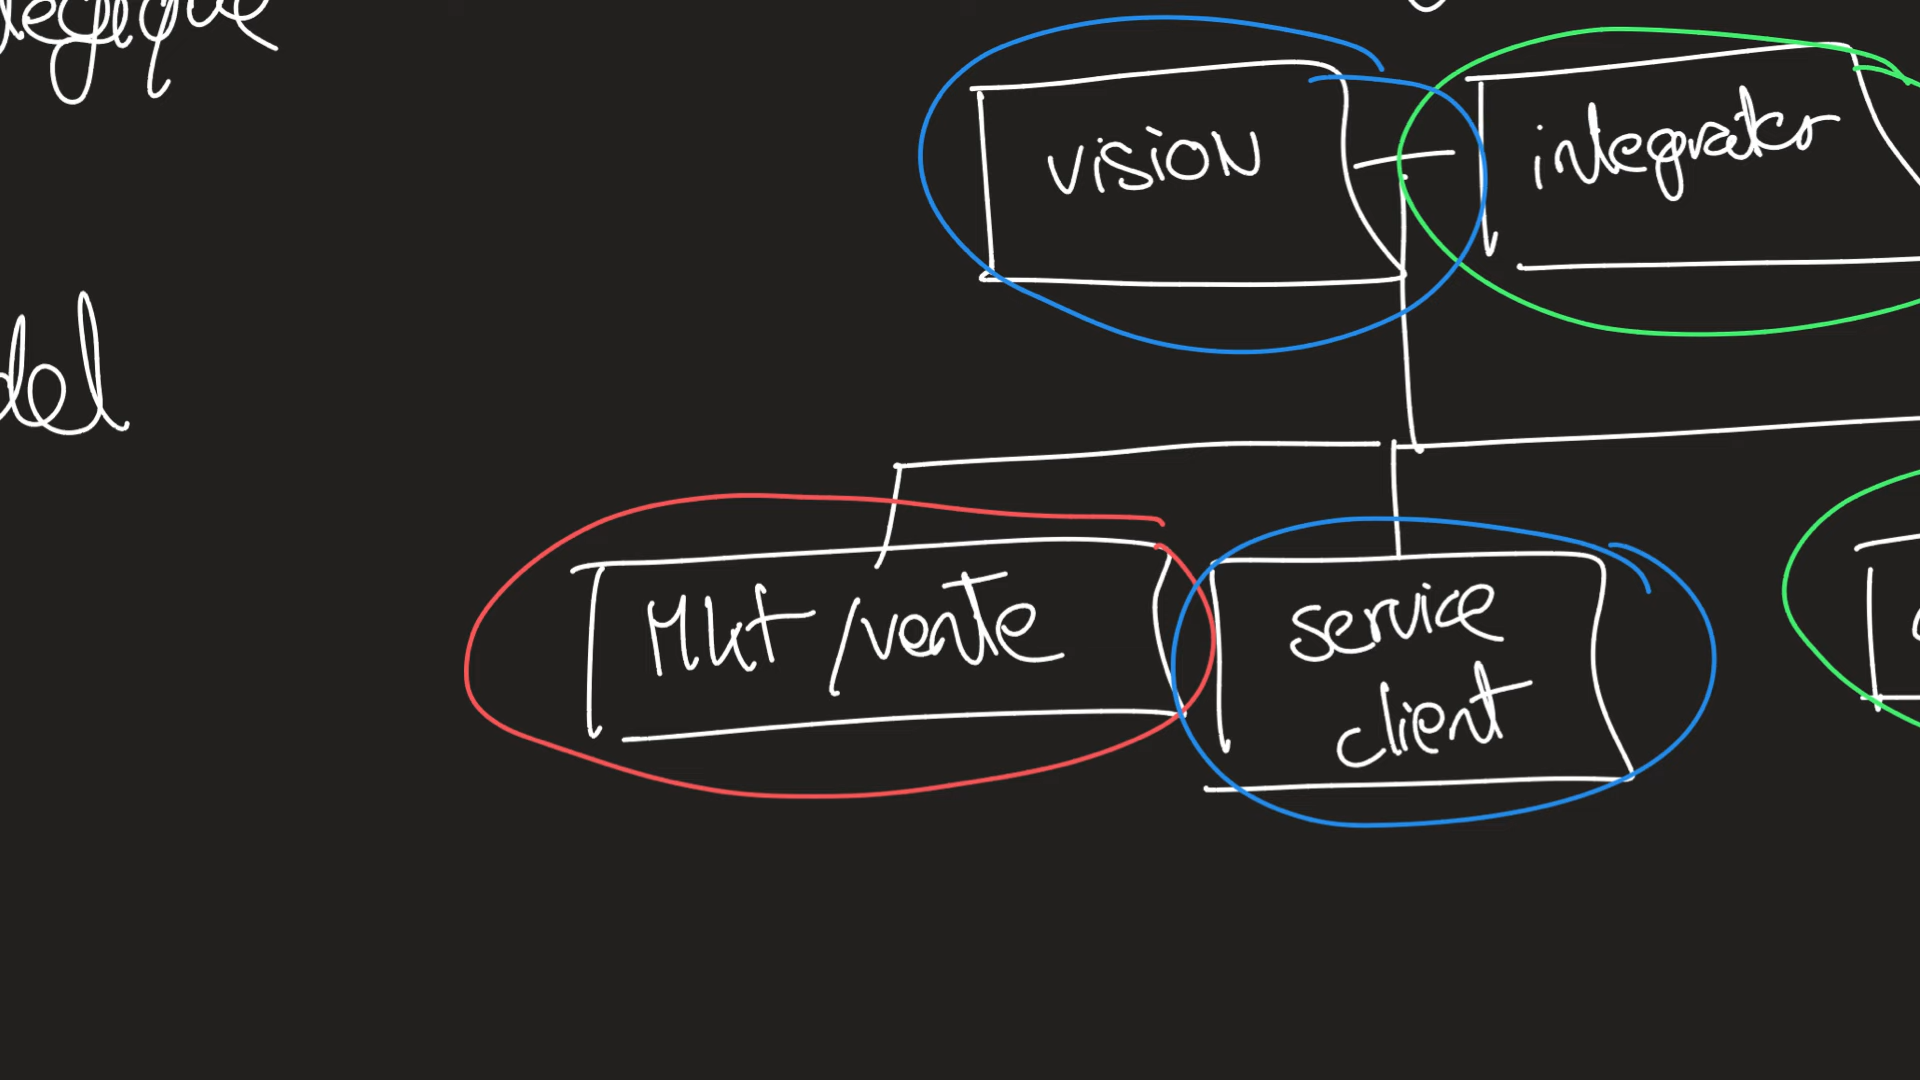 vision
integrator
Mkt/vente
service
client